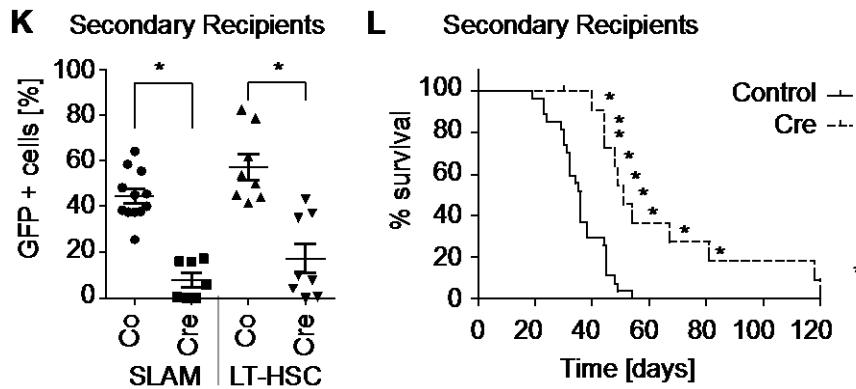 K Secondary Recipients
GFP + cells [%]
100
80
60
40
20
0
* *
Co Cre Co Cre
SLAM LT-HSC
L Secondary Recipients
% survival
100
80
60
40
20
0
0 20 40 60 80 100 120
Time [days]
Control
Cre
*
*
*
*
*
*
*
*
*
*